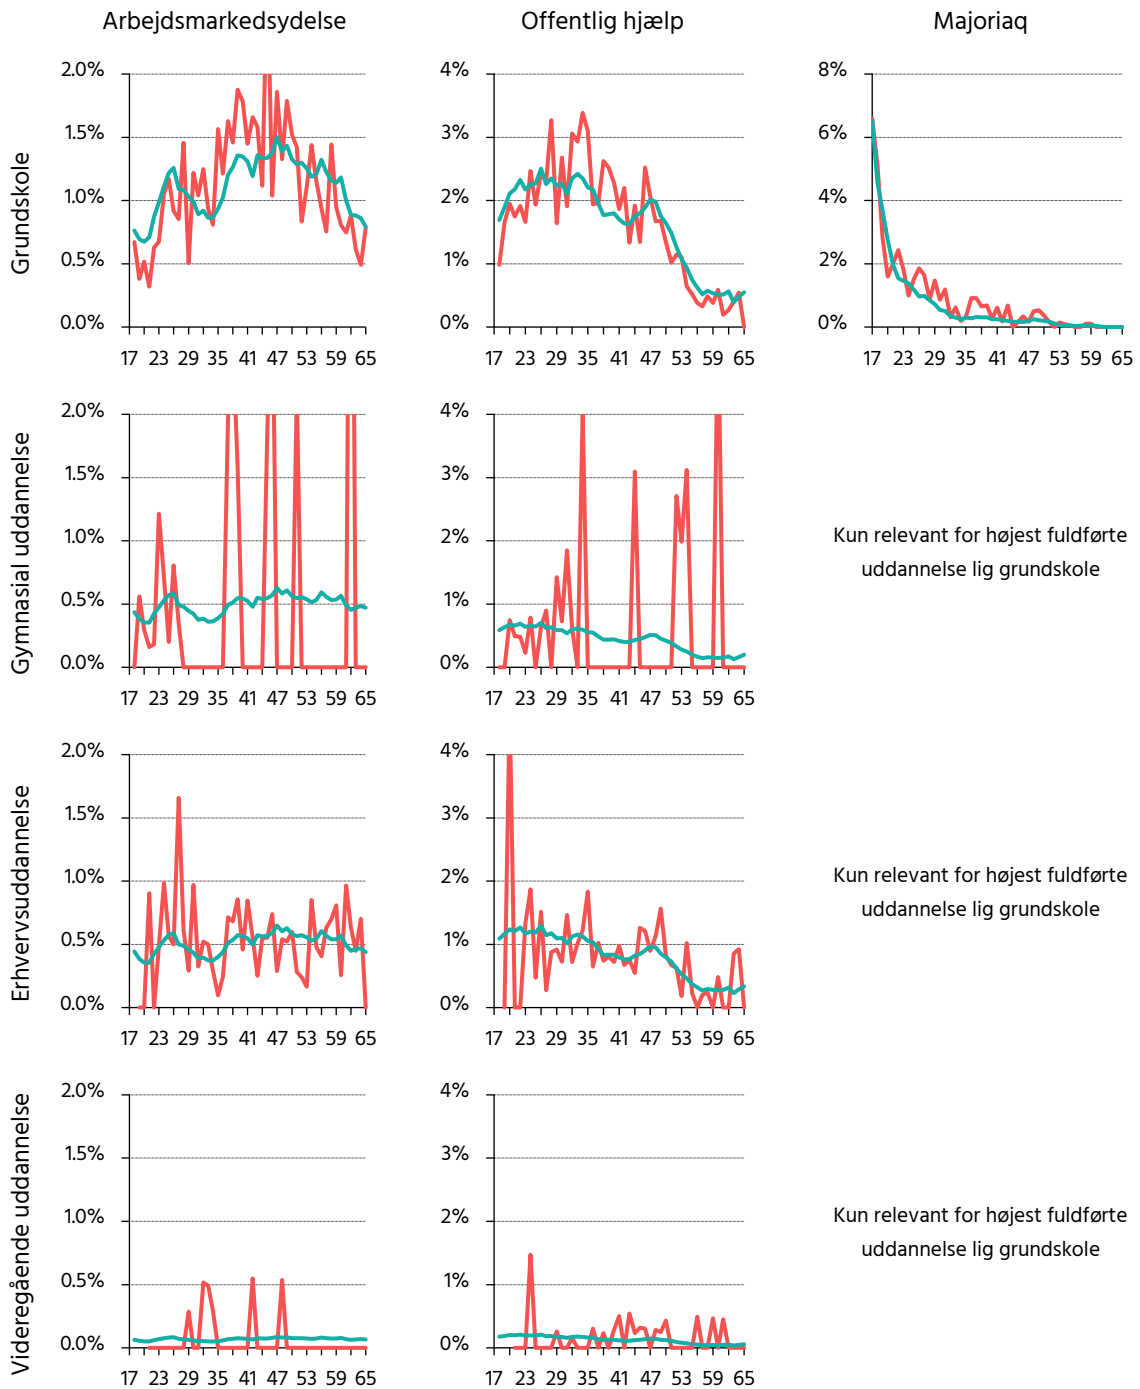 Arbejdsmarkedsydelse Offentlig hjælp Majoriaq
Grundskole
2.0% 4% 8%
1.5% 3% 6%
1.0% 2% 4%
0.5% 1% 2%
0.0% 0% 0%
17 23 29 35 41 47 53 59 65 17 23 29 35 41 47 53 59 65 17 23 29 35 41 47 53 59 65
Gymnasial uddannelse
2.0% 4%
1.5% 3%
1.0% 2%
0.5% 1%
0.0% 0%
17 23 29 35 41 47 53 59 65 17 23 29 35 41 47 53 59 65
Kun relevant for højest fuldførte
uddannelse lig grundskole
Erhvervsuddannelse
2.0% 4%
1.5% 3%
1.0% 2%
0.5% 1%
0.0% 0%
17 23 29 35 41 47 53 59 65 17 23 29 35 41 47 53 59 65
Kun relevant for højest fuldførte
uddannelse lig grundskole
Videregående uddannelse
2.0% 4%
1.5% 3%
1.0% 2%
0.5% 1%
0.0% 0%
17 23 29 35 41 47 53 59 65 17 23 29 35 41 47 53 59 65
Kun relevant for højest fuldførte
uddannelse lig grundskole